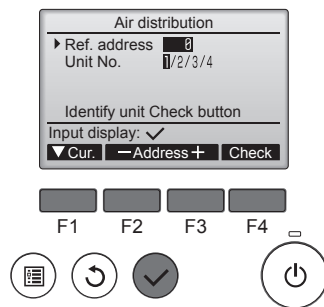 Air distribution
Ref. address 0
Unit No. 1/2/3/4
Identify unit Check button
Input display: ✓
▼Cur. −Address+ Check
F1 F2 F3 F4